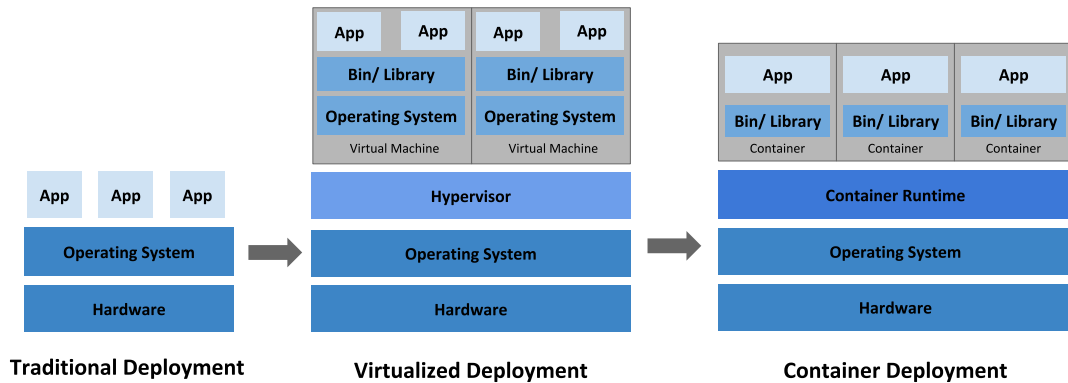 App App App
Operating System
Hardware
Traditional Deployment
App App App App
Bin/ Library Bin/ Library
Operating System Operating System
Virtual Machine Virtual Machine
Hypervisor
Operating System
Hardware
Virtualized Deployment
App App App
Bin/ Library Bin/ Library Bin/ Library
Container Container Container
Container Runtime
Operating System
Hardware
Container Deployment